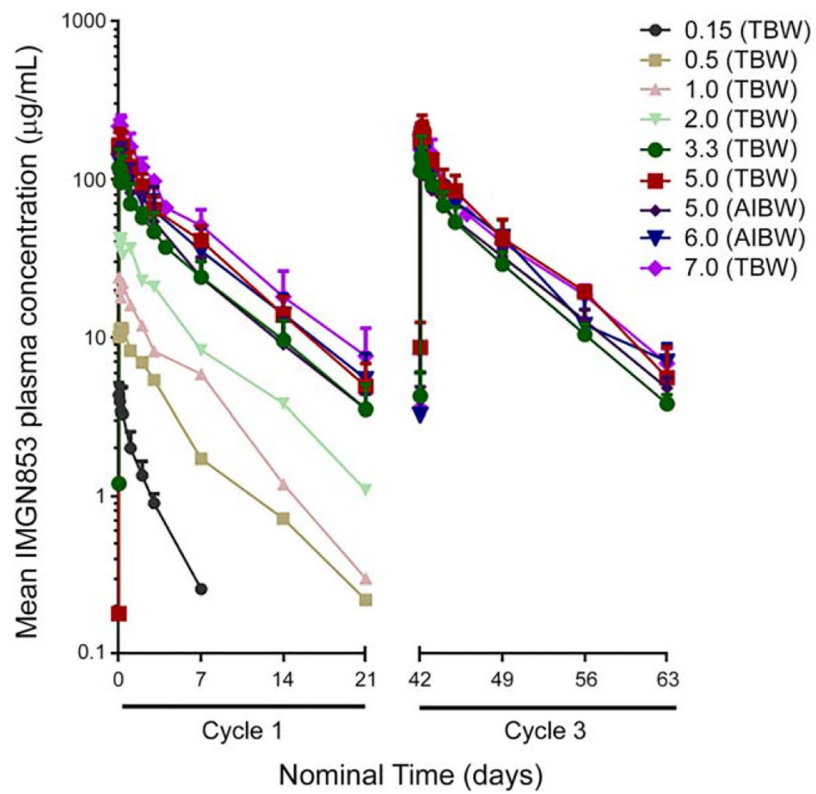 Mean IMGN853 plasma concentration (µg/mL)
1000
100
10
1
0.1
0 7 14 21 42 49 56 63
Cycle 1 Cycle 3
Nominal Time (days)
0.15 (TBW)
0.5 (TBW)
1.0 (TBW)
2.0 (TBW)
3.3 (TBW)
5.0 (TBW)
5.0 (AIBW)
6.0 (AIBW)
7.0 (TBW)